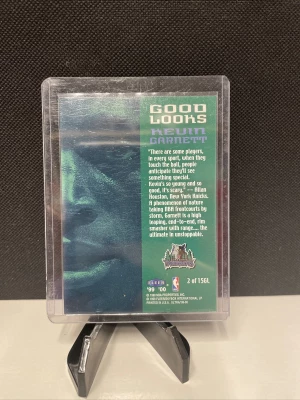 GOOD
LOOKS
KEVIN
GARNETT
"There are some players,
in every sport, when they
touch the ball, people
anticipate they'll see
something special.
Kevin's so young and so
good, it's scary." — Allan
Houston, New York Knicks.
A phenomenon of nature
taking NBA frontcourts by
storm, Garnett is a high
leaping, end-to-end, rim
smasher with range.... the
ultimate in unstoppable.
2 of 15GL
'99 '00